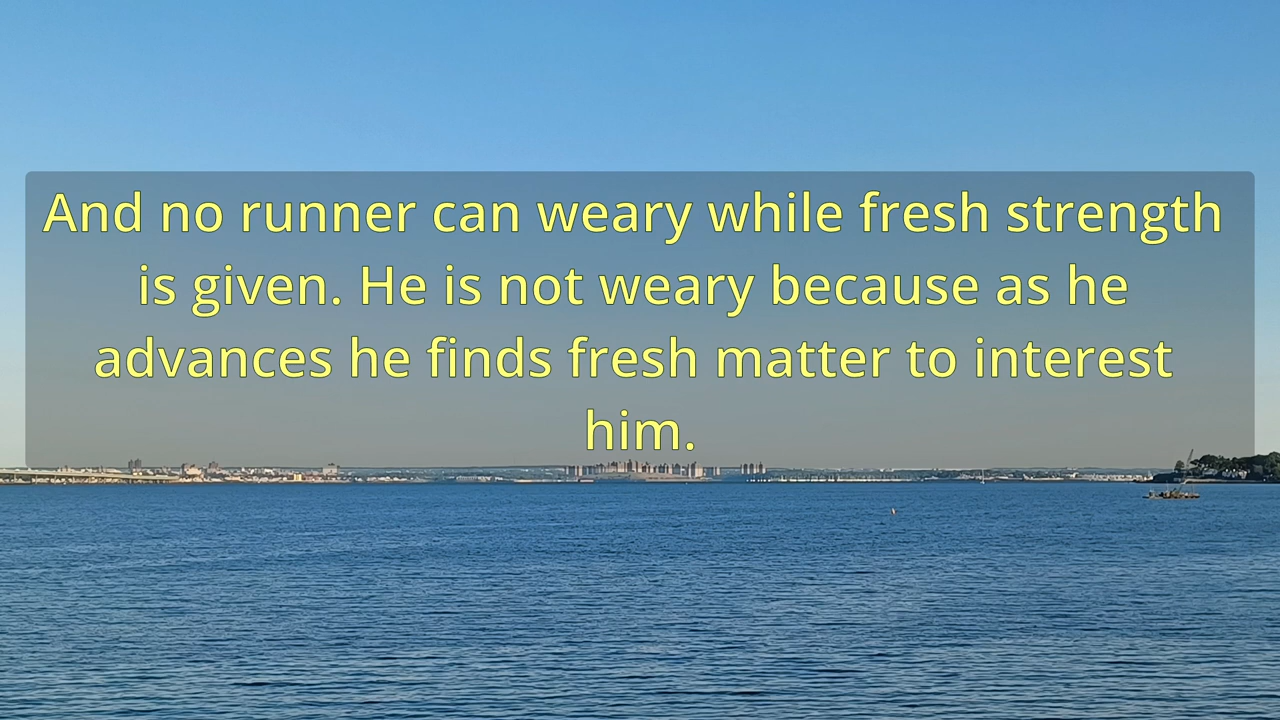 And no runner can weary while fresh strength
is given. He is not weary because as he
advances he finds fresh matter to interest
him.